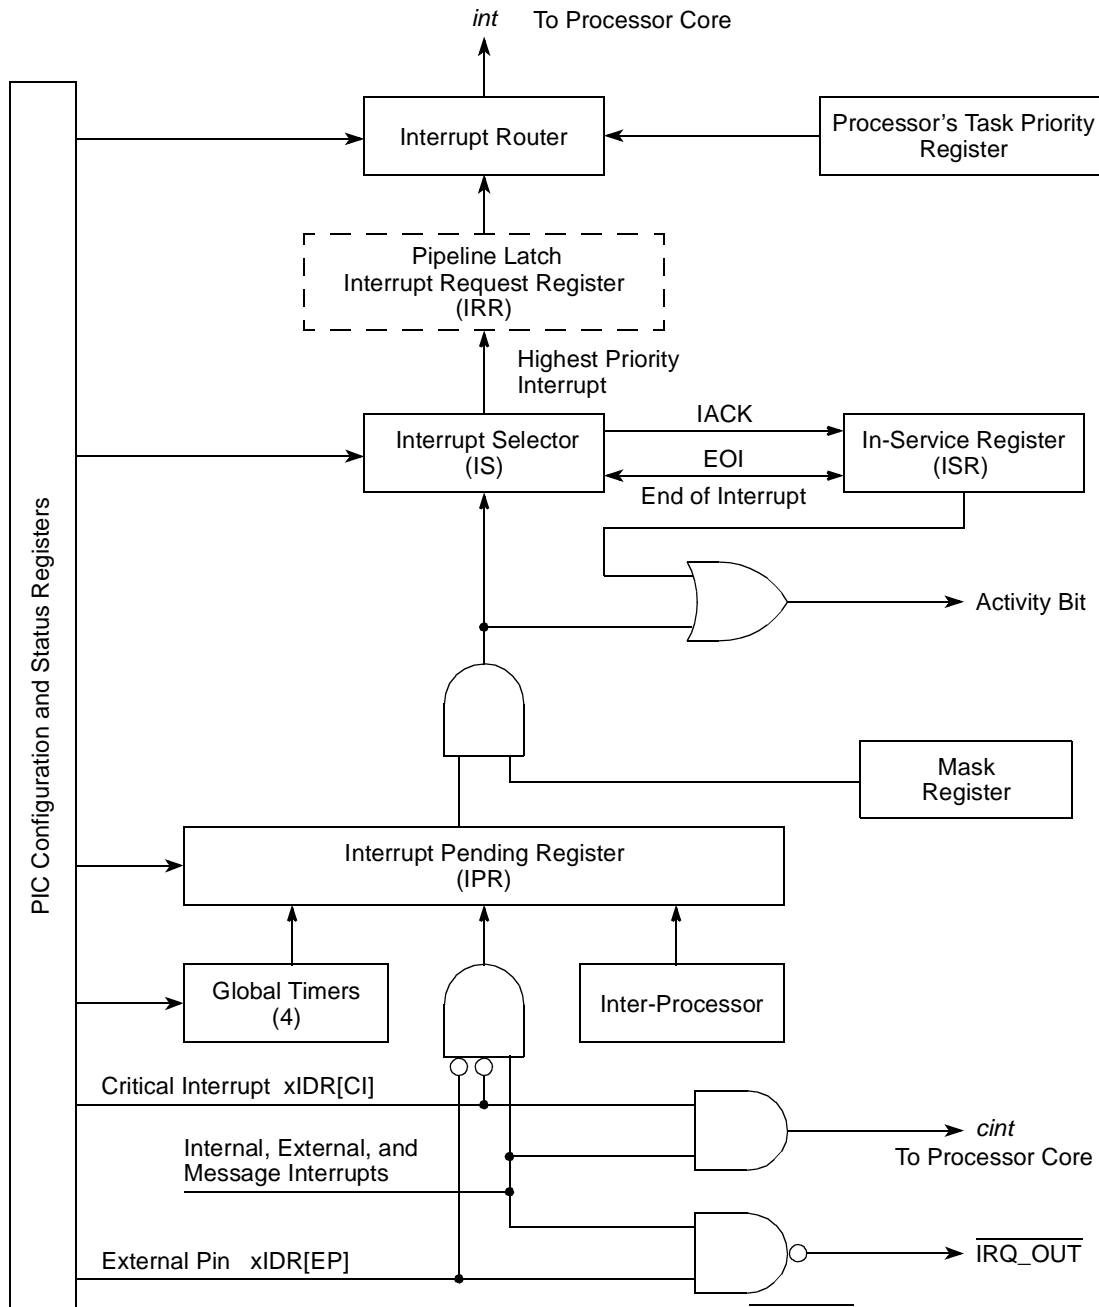 int To Processor Core
Interrupt Router
Processor's Task Priority
Register
Pipeline Latch
Interrupt Request Register
(IRR)
Highest Priority
Interrupt
Interrupt Selector
(IS)
IACK
EOI
End of Interrupt
In-Service Register
(ISR)
Activity Bit
PIC Configuration and Status Registers
Mask
Register
Interrupt Pending Register
(IPR)
Global Timers
(4)
Inter-Processor
Critical Interrupt xIDR[CI]
Internal, External, and
Message Interrupts
cint
To Processor Core
External Pin xIDR[EP]
IRQ_OUT